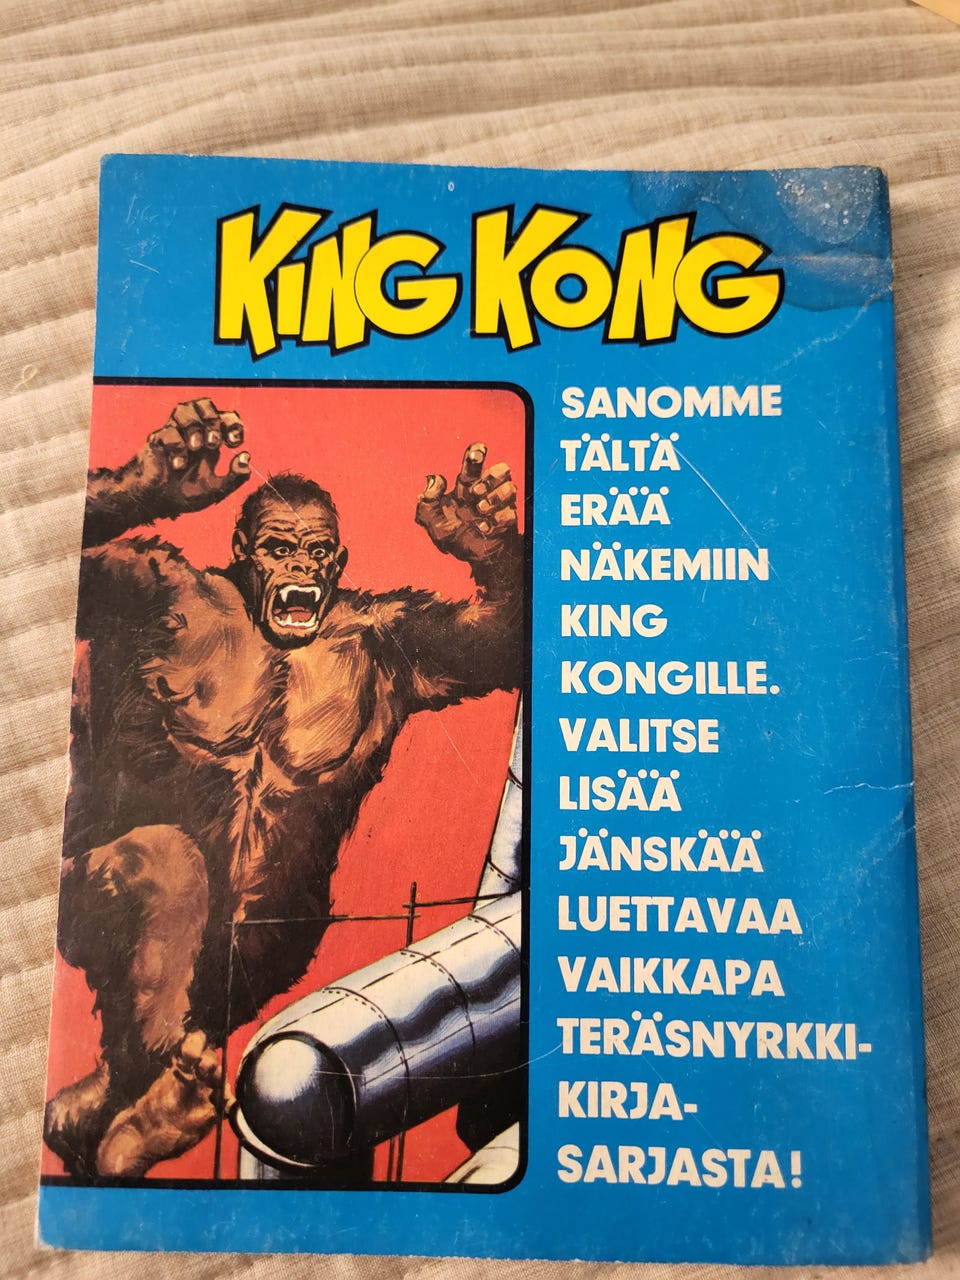 KING KONG
SANOMME
TÄLTÄ
ERÄÄ
NÄKEMIIN
KING
KONGILLE.
VALITSE
LISÄÄ
JÄNSKÄÄ
LUETTAVAA
VAIKKAPA
TERÄSNYRKKI-
KIRJA-
SARJASTA!